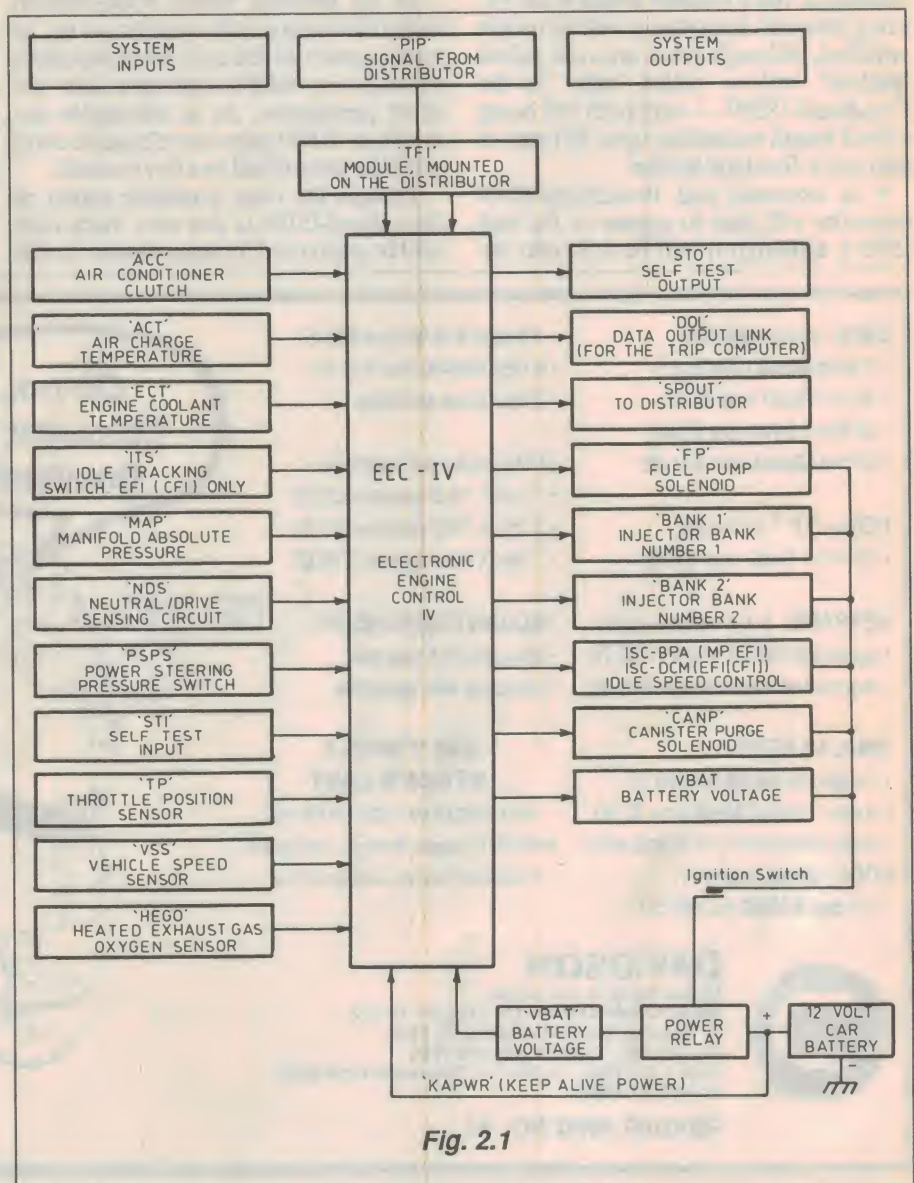 SYSTEM
INPUTS
'PIP'
SIGNAL FROM
DISTRIBUTOR
SYSTEM
OUTPUTS
'TFI'
MODULE, MOUNTED
ON THE DISTRIBUTOR
'ACC'
AIR CONDITIONER
CLUTCH
'ACT'
AIR CHARGE
TEMPERATURE
'ECT'
ENGINE COOLANT
TEMPERATURE
'ITS'
IDLE TRACKING
SWITCH EFI (CFI) ONLY
'MAP'
MANIFOLD ABSOLUTE
PRESSURE
'NDS'
NEUTRAL/DRIVE
SENSING CIRCUIT
'PSPS'
POWER STEERING
PRESSURE SWITCH
'STI'
SELF TEST
INPUT
'TP'
THROTTLE POSITION
SENSOR
'VSS'
VEHICLE SPEED
SENSOR
'HEGO'
HEATED EXHAUST GAS
OXYGEN SENSOR
EEC IV
ELECTRONIC
ENGINE
CONTROL
IV
'STO'
SELF TEST
OUTPUT
'DOL'
DATA OUTPUT LINK
(FOR THE TRIP COMPUTER)
'SPOUT'
TO DISTRIBUTOR
'FP'
FUEL PUMP
SOLENOID
'BANK 1'
INJECTOR BANK
NUMBER 1
'BANK 2'
INJECTOR BANK
NUMBER 2
ISC-BPA (MP EFI)
ISC-DCM (EFI(CFI))
IDLE SPEED CONTROL
'CANP'
CANISTER PURGE
SOLENOID
VBAT
BATTERY VOLTAGE
Ignition Switch
'VBAT'
BATTERY
VOLTAGE
POWER
RELAY
+
12 VOLT
CAR
BATTERY
-
'KAPWR' (KEEP ALIVE POWER)
Fig. 2.1